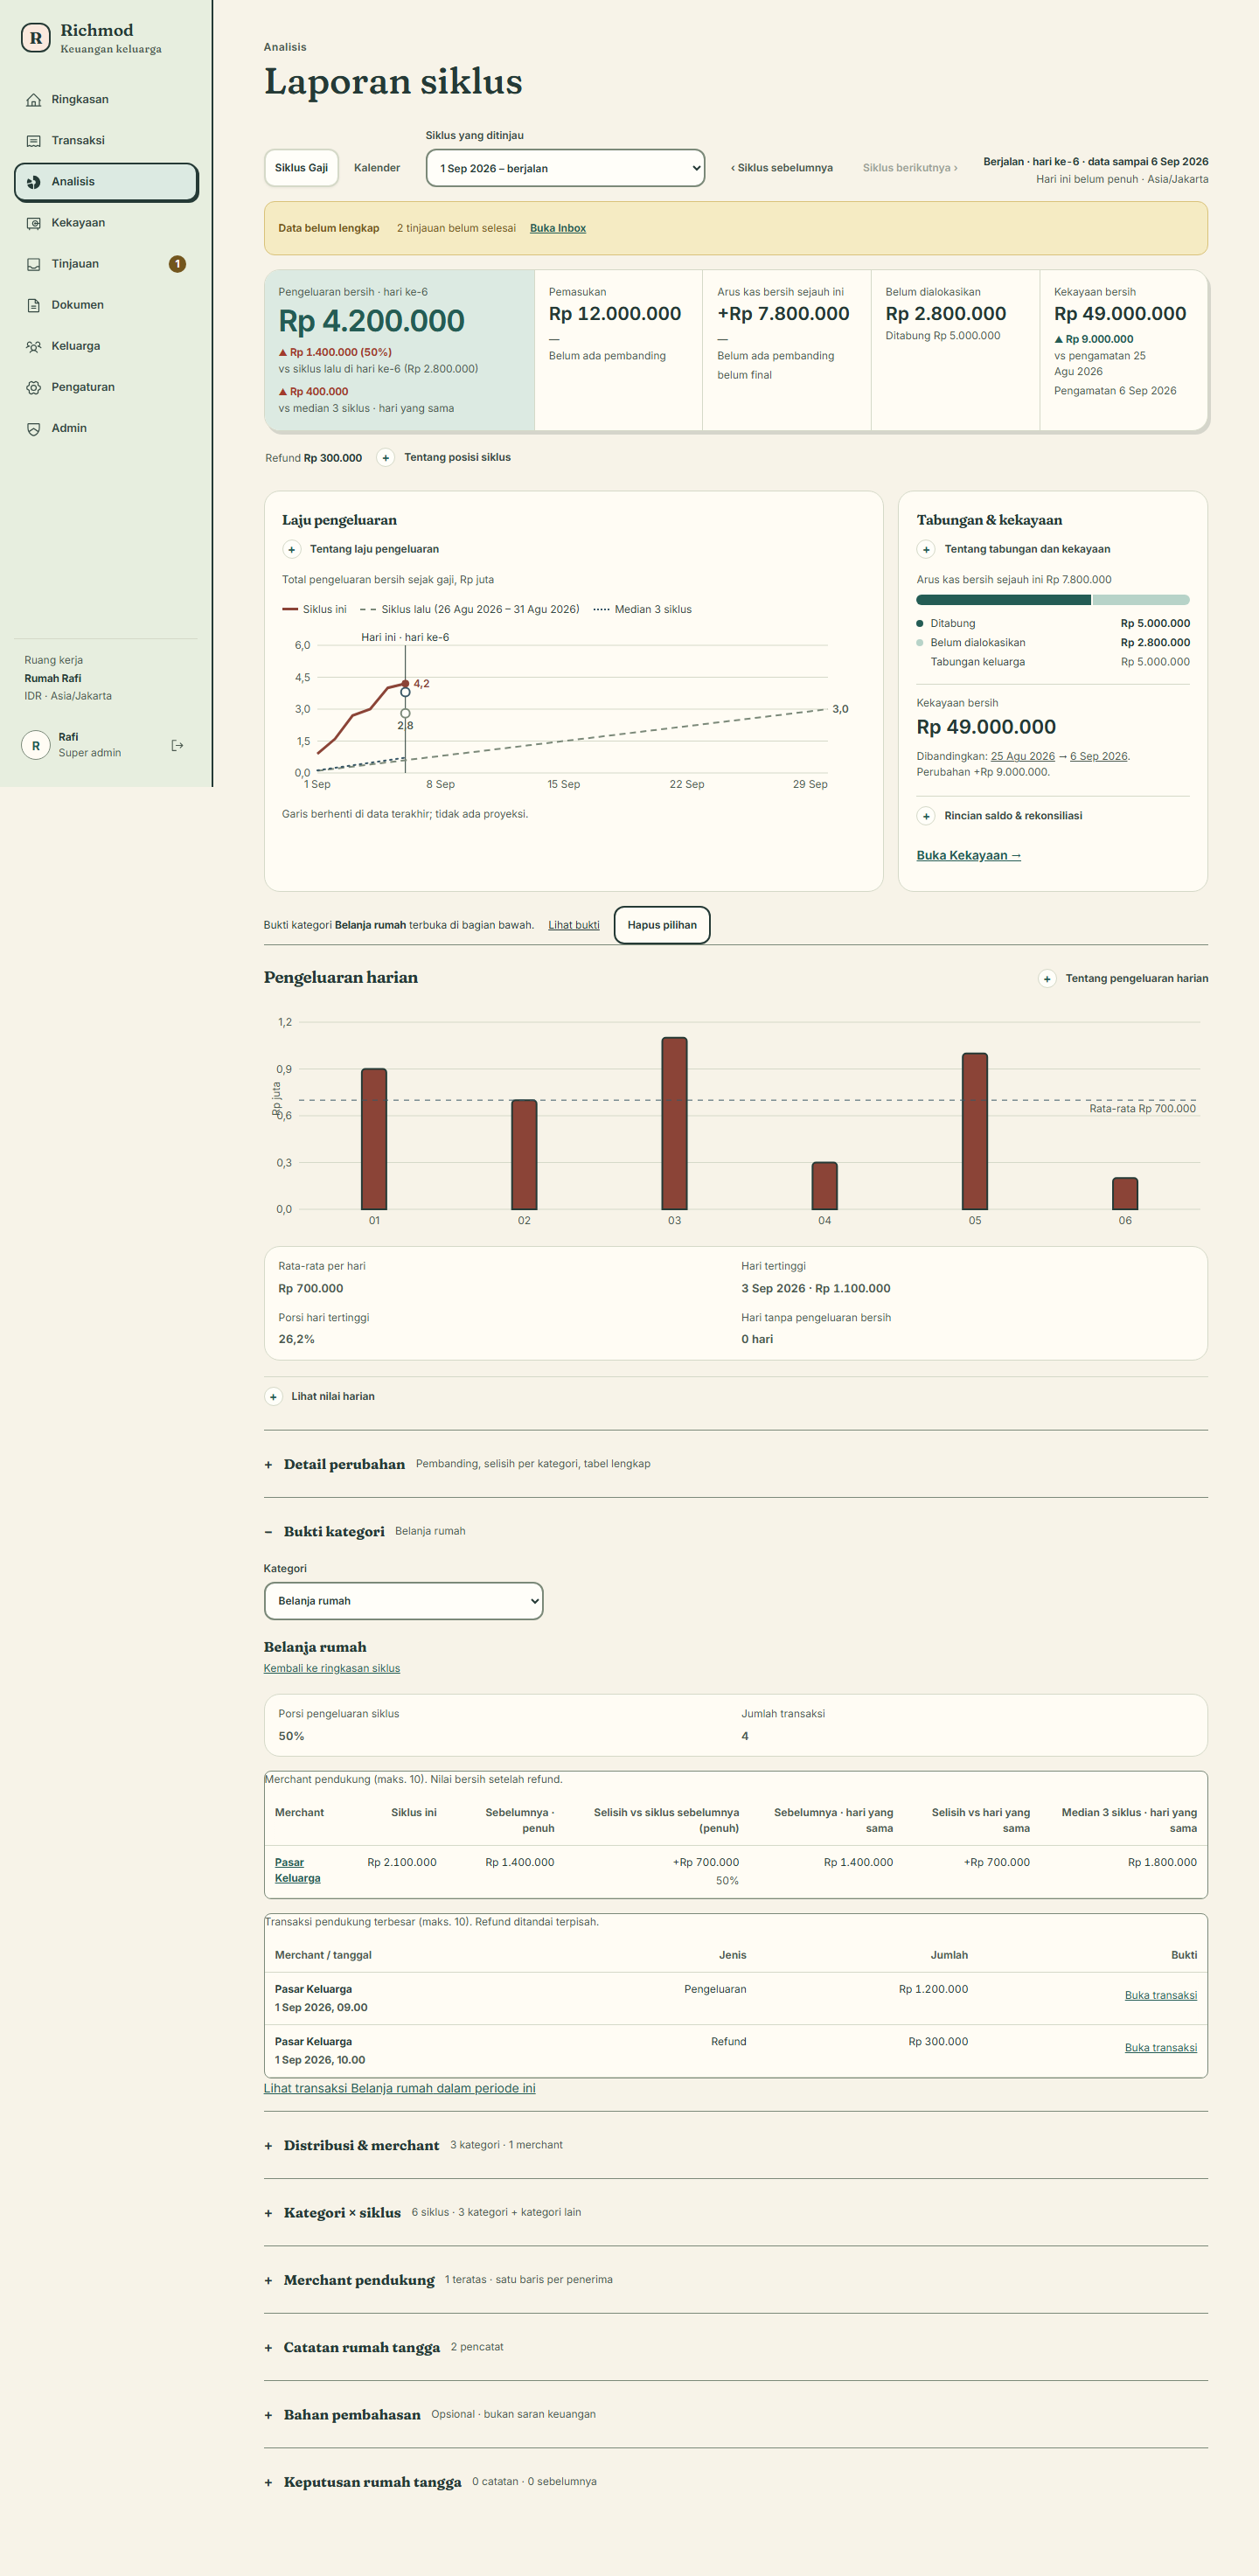 R
Richmod
Keuangan keluarga
Ringkasan
Transaksi
Analisis
Kekayaan
Tinjauan 1
Dokumen
Keluarga
Pengaturan
Admin
Ruang kerja
Rumah Rafi
IDR · Asia/Jakarta
R
Rafi
Super admin
Analisis
Laporan siklus
Siklus yang ditinjau
Siklus Gaji
Kalender
1 Sep 2026 – berjalan
‹ Siklus sebelumnya
Siklus berikutnya ›
Berjalan · hari ke-6 · data sampai 6 Sep 2026
Hari ini belum penuh · Asia/Jakarta
Data belum lengkap 2 tinjauan belum selesai Buka Inbox
Pengeluaran bersih · hari ke-6
Rp 4.200.000
▲ Rp 1.400.000 (50%)
vs siklus lalu di hari ke-6 (Rp 2.800.000)
▲ Rp 400.000
vs median 3 siklus · hari yang sama
Pemasukan
Rp 12.000.000
—
Belum ada pembanding
Arus kas bersih sejauh ini
+Rp 7.800.000
—
Belum ada pembanding
belum final
Belum dialokasikan
Rp 2.800.000
Ditabung Rp 5.000.000
Kekayaan bersih
Rp 49.000.000
▲ Rp 9.000.000
vs pengamatan 25
Agu 2026
Pengamatan 6 Sep 2026
Refund Rp 300.000 + Tentang posisi siklus
Laju pengeluaran
+ Tentang laju pengeluaran
Total pengeluaran bersih sejak gaji, Rp juta
Siklus ini
Siklus lalu (26 Agu 2026 – 31 Agu 2026)
Median 3 siklus
Hari ini · hari ke-6
6,0
4,5
4,2
3,0
3,0
2,8
1,5
0,0
1 Sep
8 Sep
15 Sep
22 Sep
29 Sep
Garis berhenti di data terakhir; tidak ada proyeksi.
Tabungan & kekayaan
+ Tentang tabungan dan kekayaan
Arus kas bersih sejauh ini Rp 7.800.000
Ditabung Rp 5.000.000
Belum dialokasikan Rp 2.800.000
Tabungan keluarga Rp 5.000.000
Kekayaan bersih
Rp 49.000.000
Dibandingkan: 25 Agu 2026 → 6 Sep 2026.
Perubahan +Rp 9.000.000.
+ Rincian saldo & rekonsiliasi
Buka Kekayaan →
Bukti kategori Belanja rumah terbuka di bagian bawah. Lihat bukti Hapus pilihan
Pengeluaran harian
+ Tentang pengeluaran harian
Rp juta
1,2
0,9
0,6
0,3
0,0
Rata-rata Rp 700.000
01
02
03
04
05
06
Rata-rata per hari
Rp 700.000
Hari tertinggi
3 Sep 2026 · Rp 1.100.000
Porsi hari tertinggi
26,2%
Hari tanpa pengeluaran bersih
0 hari
+ Lihat nilai harian
+ Detail perubahan Pembanding, selisih per kategori, tabel lengkap
− Bukti kategori Belanja rumah
Kategori
Belanja rumah
Belanja rumah
Kembali ke ringkasan siklus
Porsi pengeluaran siklus
50%
Jumlah transaksi
4
Merchant pendukung (maks. 10). Nilai bersih setelah refund.
Merchant
Siklus ini
Sebelumnya ·
penuh
Selisih vs siklus sebelumnya
(penuh)
Sebelumnya · hari yang
sama
Selisih vs hari yang
sama
Median 3 siklus · hari yang
sama
Pasar
Keluarga
Rp 2.100.000
Rp 1.400.000
+Rp 700.000
50%
Rp 1.400.000
+Rp 700.000
Rp 1.800.000
Transaksi pendukung terbesar (maks. 10). Refund ditandai terpisah.
Merchant / tanggal Jenis Jumlah Bukti
Pasar Keluarga Pengeluaran Rp 1.200.000 Buka transaksi
1 Sep 2026, 09.00
Pasar Keluarga Refund Rp 300.000 Buka transaksi
1 Sep 2026, 10.00
Lihat transaksi Belanja rumah dalam periode ini
+ Distribusi & merchant 3 kategori · 1 merchant
+ Kategori × siklus 6 siklus · 3 kategori + kategori lain
+ Merchant pendukung 1 teratas · satu baris per penerima
+ Catatan rumah tangga 2 pencatat
+ Bahan pembahasan Opsional · bukan saran keuangan
+ Keputusan rumah tangga 0 catatan · 0 sebelumnya